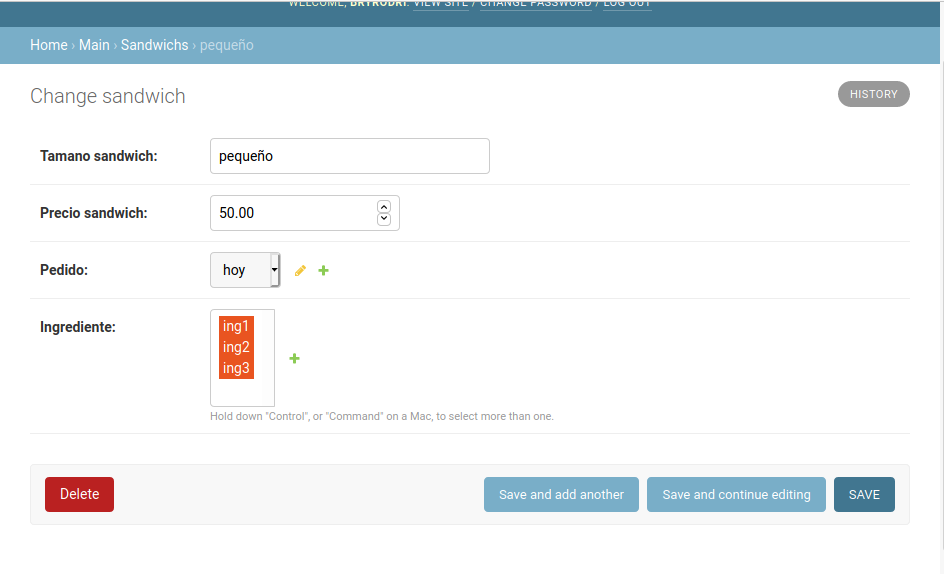 WELCOME, BRYRODRI. VIEW SITE / CHANGE PASSWORD / LOG OUT
Home › Main › Sandwichs › pequeño
Change sandwich
HISTORY
Tamano sandwich:
pequeño
Precio sandwich:
50.00
Pedido:
hoy
Ingrediente:
ing1
ing2
ing3
Hold down "Control", or "Command" on a Mac, to select more than one.
Delete
Save and add another
Save and continue editing
SAVE